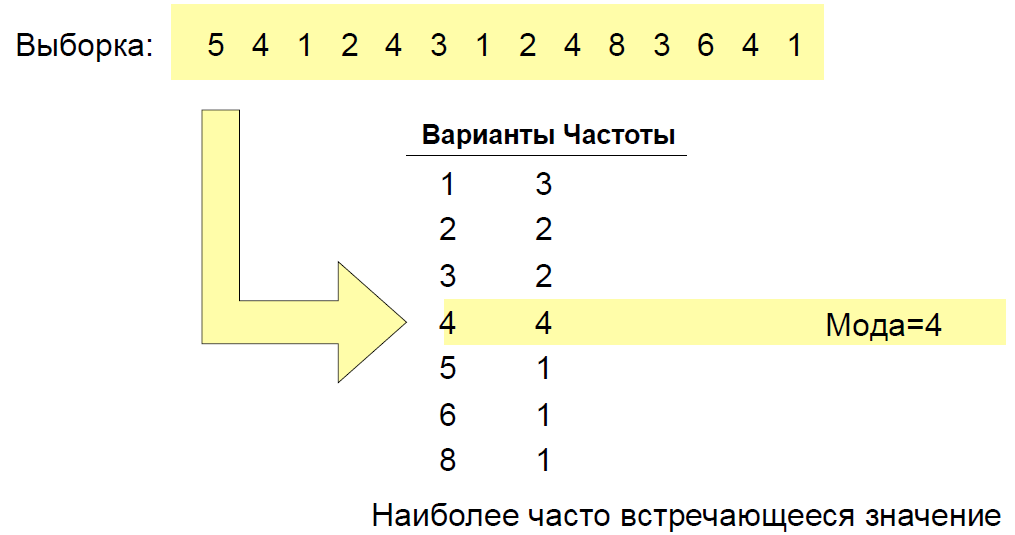 Выборка: 5 4 1 2 4 3 1 2 4 8 3 6 4 1
Варианты Частоты
1 3
2 2
3 2
4 4 Мода=4
5 1
6 1
8 1
Наиболее часто встречающееся значение